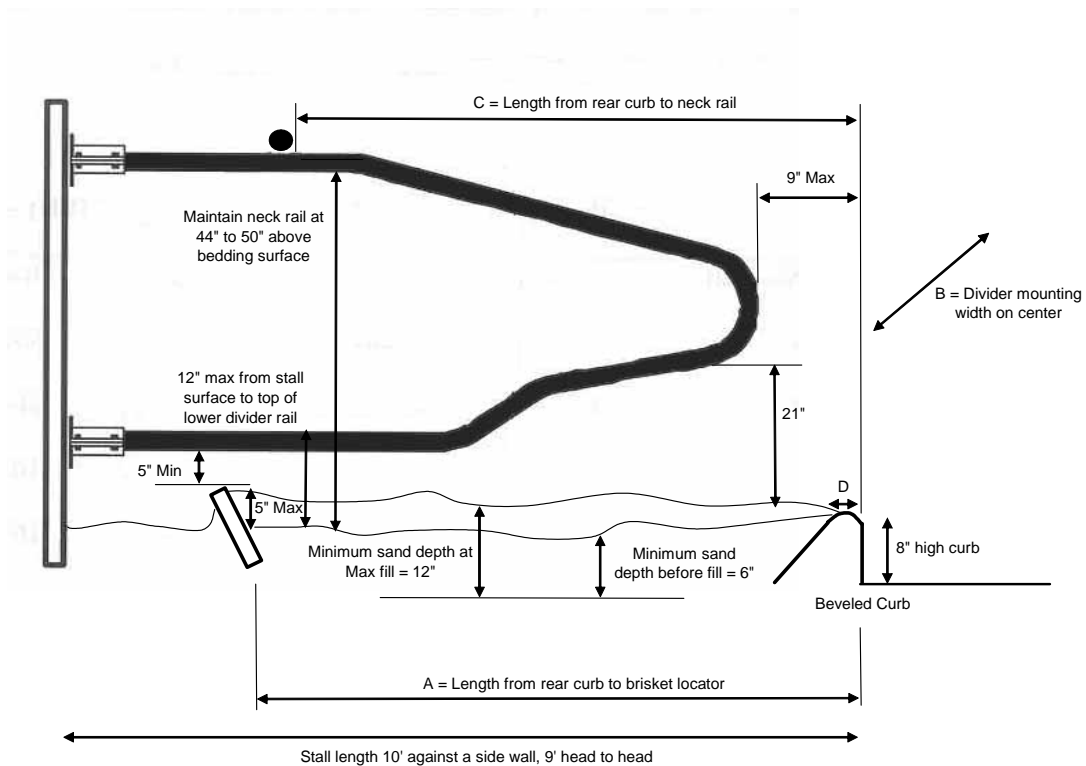 C = Length from rear curb to neck rail
9" Max
Maintain neck rail at
44" to 50" above
bedding surface
B = Divider mounting
width on center
12" max from stall
surface to top of
lower divider rail
21"
5" Min
D
5" Max
Minimum sand depth at
Max fill = 12"
Minimum sand
depth before fill = 6"
8" high curb
Beveled Curb
A = Length from rear curb to brisket locator
Stall length 10' against a side wall, 9' head to head